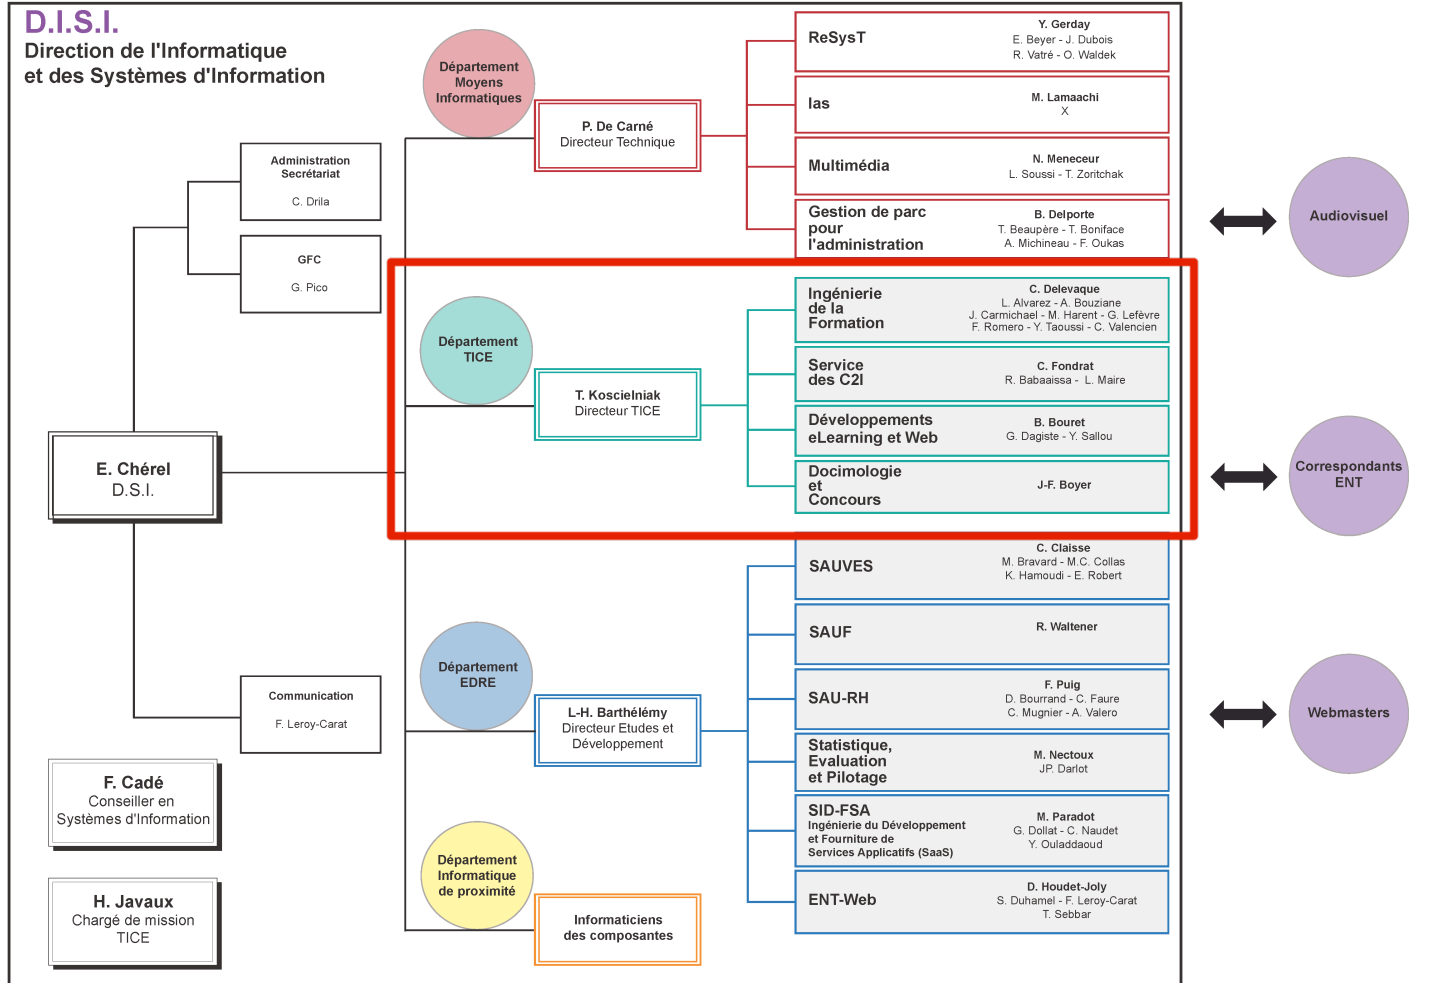 D.I.S.I.
Direction de l'Informatique
et des Systèmes d'Information
Administration
Secrétariat
C. Drila
GFC
G. Pico
E. Chérel
D.S.I.
Communication
F. Leroy-Carat
F. Cadé
Conseiller en
Systèmes d'Information
H. Javaux
Chargé de mission
TICE
Département
Moyens
Informatiques
P. De Carné
Directeur Technique
ReSysT
Y. Gerday
E. Beyer - J. Dubois
R. Vatré - O. Waldek
Ias
M. Lamaachi
X
Multimédia
N. Meneceur
L. Soussi - T. Zoritchak
Gestion de parc
pour
l'administration
B. Delporte
T. Beaupère - T. Boniface
A. Michineau - F. Oukas
Département
TICE
T. Koscielniak
Directeur TICE
Ingénierie
de la
Formation
C. Delevaque
L. Alvarez - A. Bouziane
J. Carmichael - M. Harent - G. Lefèvre
F. Romero - Y. Taoussi - C. Valencien
Service
des C2I
C. Fondrat
R. Babaaissa - L. Maire
Développements
eLearning et Web
B. Bouret
G. Dagiste - Y. Sallou
Docimologie
et
Concours
J-F. Boyer
Département
EDRE
L-H. Barthélémy
Directeur Etudes et
Développement
SAUVES
C. Claisse
M. Bravard - M.C. Collas
K. Hamoudi - E. Robert
SAUF
R. Waltener
SAU-RH
F. Puig
D. Bourrand - C. Faure
C. Mugnier - A. Valero
Statistique,
Evaluation
et Pilotage
M. Nectoux
JP. Darlot
SID-FSA
Ingénierie du Développement
et Fourniture de
Services Applicatifs (SaaS)
M. Paradot
G. Dollat - C. Naudet
Y. Ouladdaoud
ENT-Web
D. Houdet-Joly
S. Duhamel - F. Leroy-Carat
T. Sebbar
Département
Informatique
de proximité
Informaticiens
des composantes
Audiovisuel
Correspondants
ENT
Webmasters